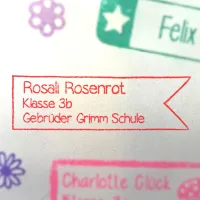 Felix
Rosali Rosenrot
Klasse 3b
Gebrüder Grimm Schule
Charlotte Glück